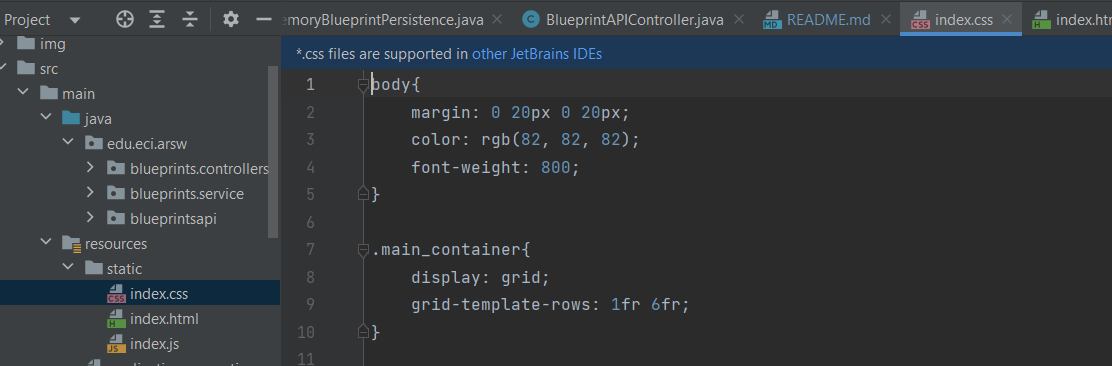 Project
emoryBlueprintPersistence.java
BlueprintAPIController.java
README.md
index.css
index.ht
img
src
main
java
edu.eci.arsw
blueprints.controllers
blueprints.service
blueprintsapi
resources
static
index.css
index.html
index.js
*.css files are supported in other JetBrains IDEs
1 body{
2 margin: 0 20px 0 20px;
3 color: rgb(82, 82, 82);
4 font-weight: 800;
5 }
6
7 .main_container{
8 display: grid;
9 grid-template-rows: 1fr 6fr;
10 }
11